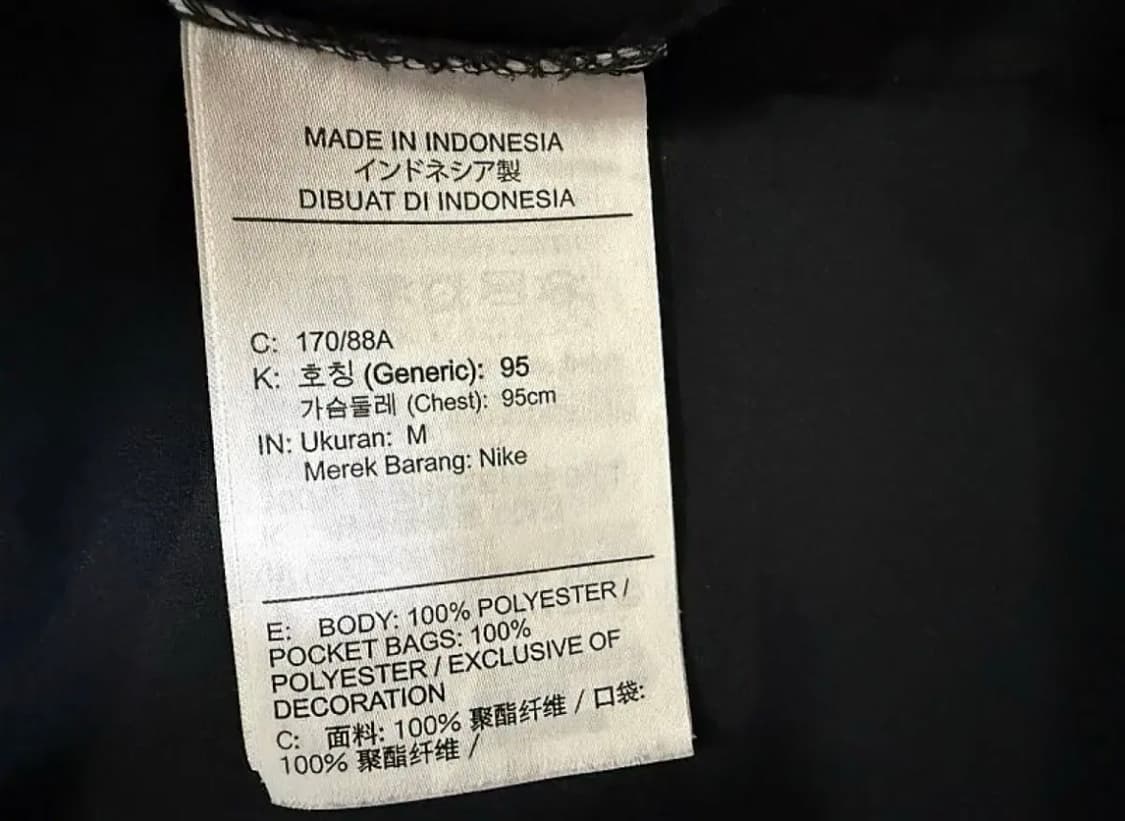 MADE IN INDONESIA
インドネシア製
DIBUAT DI INDONESIA
C: 170/88A
K: 호칭 (Generic): 95
가슴둘레 (Chest): 95cm
IN: Ukuran: M
Merek Barang: Nike
E: BODY: 100% POLYESTER /
POCKET BAGS: 100%
POLYESTER / EXCLUSIVE OF
DECORATION
C: 面料: 100% 聚酯纤维 / 口袋:
100% 聚酯纤维 /